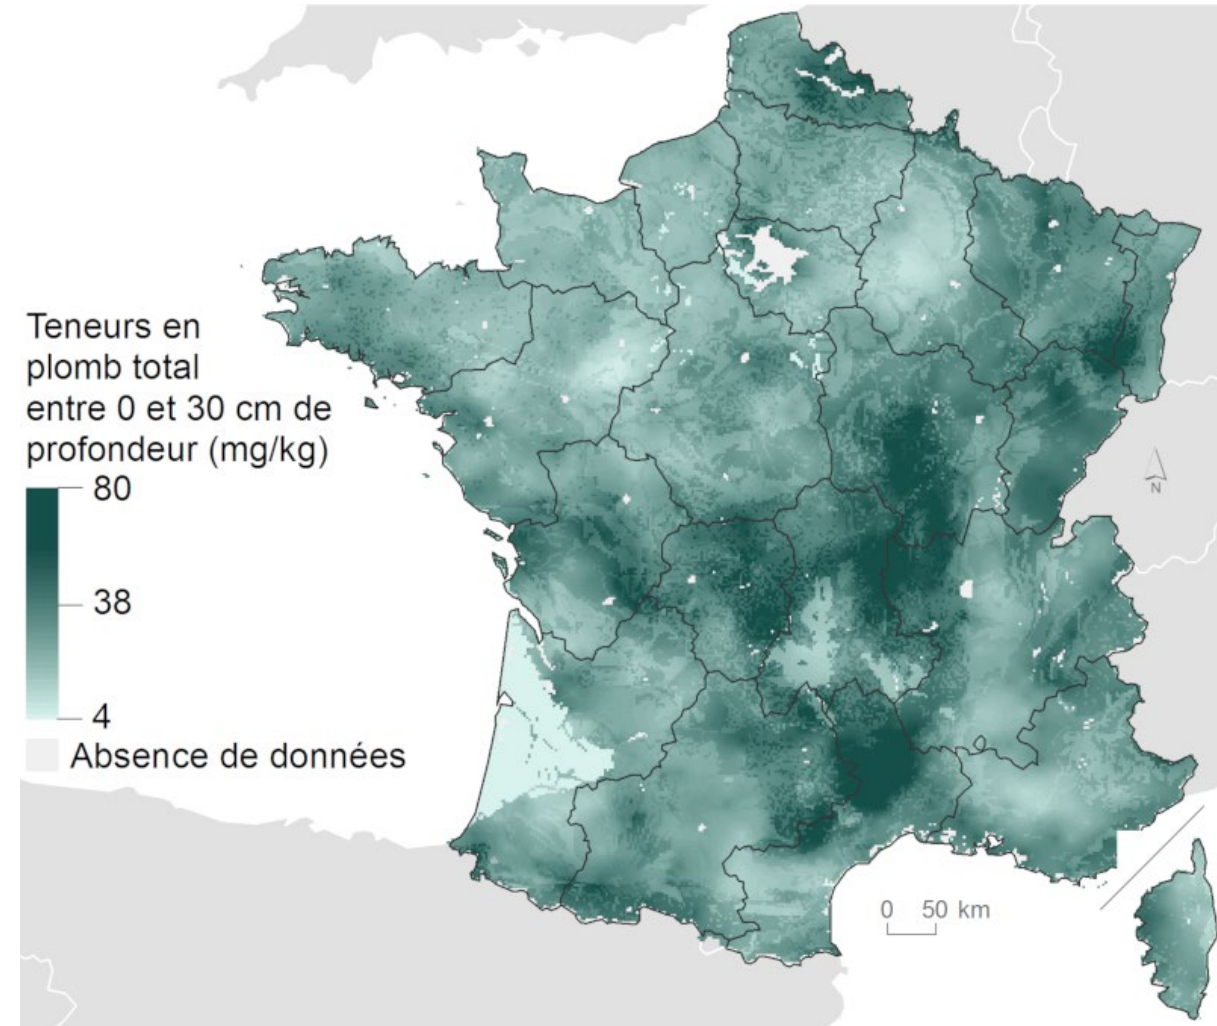 Teneurs en
plomb total
entre 0 et 30 cm de
profondeur (mg/kg)
80
38
4
Absence de données
N
0 50 km